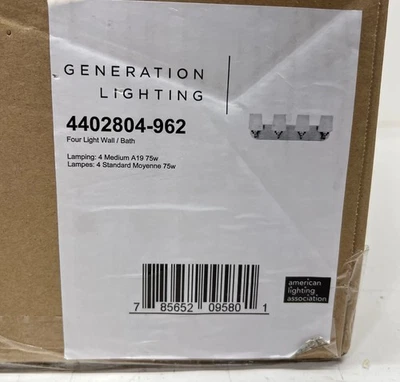 GENERATION
LIGHTING
4402804-962
Four Light Wall / Bath
Lamping: 4 Medium A19 75w
Lampes: 4 Standard Moyenne 75w
american
lighting
association
7 85652 09580 1